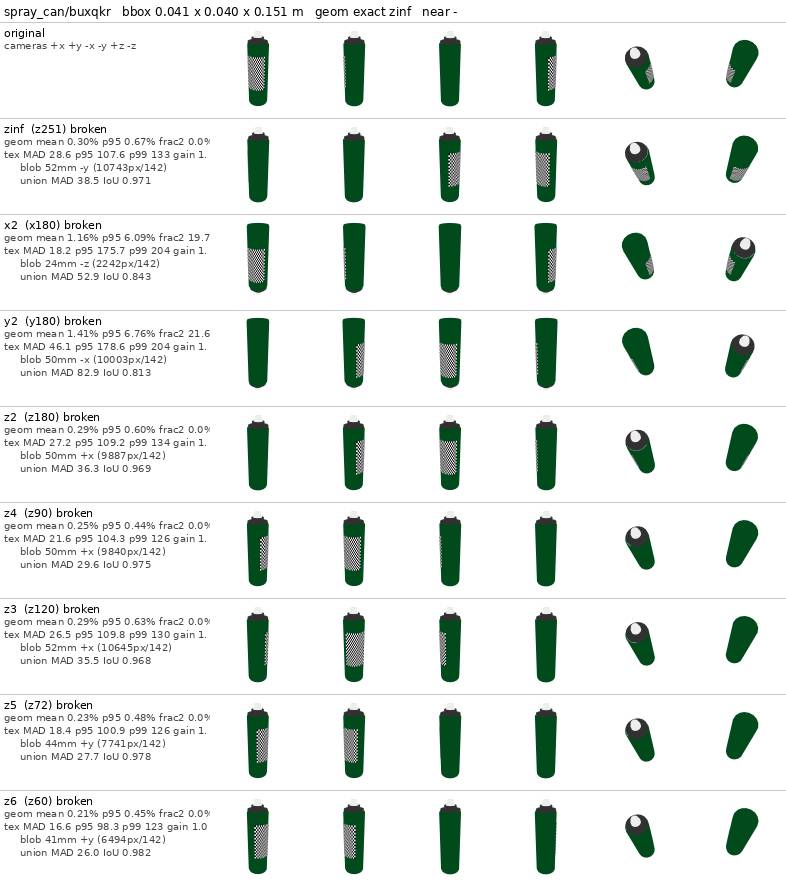 spray_can/buxqkr   bbox 0.041 x 0.040 x 0.151 m   geom exact zinf   near -
original
cameras +x +y -x -y +z -z
zinf  (z251) broken
geom mean 0.30% p95 0.67% frac2 0.0%
tex MAD 28.6 p95 107.6 p99 133 gain 1.
blob 52mm -y (10743px/142)
union MAD 38.5 IoU 0.971
x2  (x180) broken
geom mean 1.16% p95 6.09% frac2 19.7
tex MAD 18.2 p95 175.7 p99 204 gain 1.
blob 24mm -z (2242px/142)
union MAD 52.9 IoU 0.843
y2  (y180) broken
geom mean 1.41% p95 6.76% frac2 21.6
tex MAD 46.1 p95 178.6 p99 204 gain 1.
blob 50mm -x (10003px/142)
union MAD 82.9 IoU 0.813
z2  (z180) broken
geom mean 0.29% p95 0.60% frac2 0.0%
tex MAD 27.2 p95 109.2 p99 134 gain 1.
blob 50mm +x (9887px/142)
union MAD 36.3 IoU 0.969
z4  (z90) broken
geom mean 0.25% p95 0.44% frac2 0.0%
tex MAD 21.6 p95 104.3 p99 126 gain 1.
blob 50mm +x (9840px/142)
union MAD 29.6 IoU 0.975
z3  (z120) broken
geom mean 0.29% p95 0.63% frac2 0.0%
tex MAD 26.5 p95 109.8 p99 130 gain 1.
blob 52mm +x (10645px/142)
union MAD 35.5 IoU 0.968
z5  (z72) broken
geom mean 0.23% p95 0.48% frac2 0.0%
tex MAD 18.4 p95 100.9 p99 126 gain 1.
blob 44mm +y (7741px/142)
union MAD 27.7 IoU 0.978
z6  (z60) broken
geom mean 0.21% p95 0.45% frac2 0.0%
tex MAD 16.6 p95 98.3 p99 123 gain 1.0
blob 41mm +y (6494px/142)
union MAD 26.0 IoU 0.982